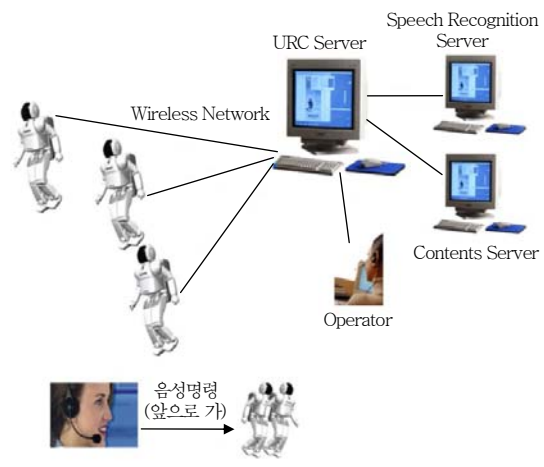 Speech Recognition
Server
URC Server
Wireless Network
Contents Server
Operator
음성명령
(앞으로 가)